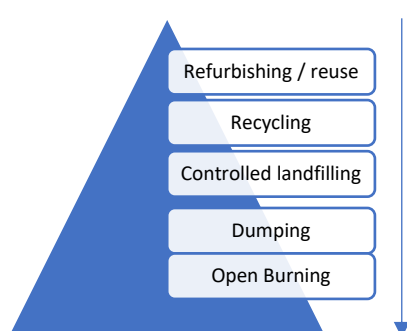 Refurbishing / reuse
Recycling
Controlled landfilling
Dumping
Open Burning